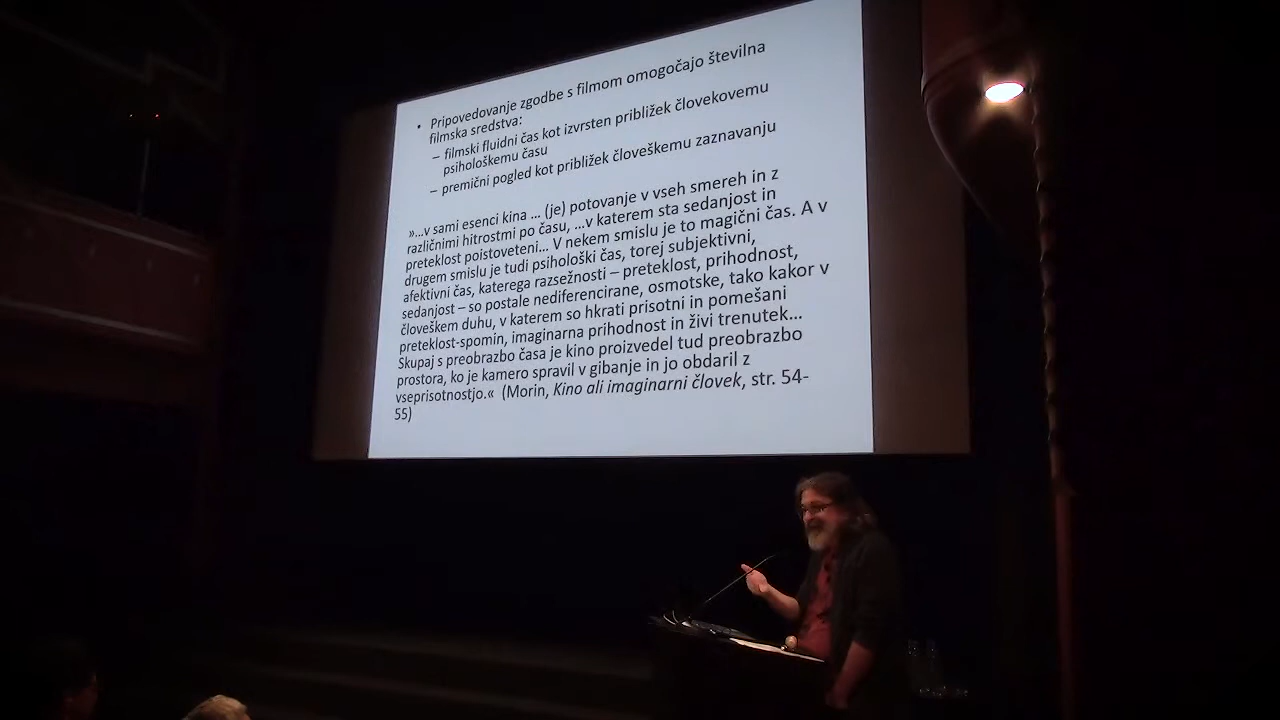 • Pripovedovanje zgodbe s filmom omogočajo številna
filmska sredstva:
– filmski fluidni čas kot izvrsten približek človekovemu
psihološkemu času
– premični pogled kot približek človeškemu zaznavanju
»…v sami esenci kina … (je) potovanje v vseh smereh in z
različnimi hitrostmi po času, …v katerem sta sedanjost in
preteklost poistoveteni… V nekem smislu je to magični čas. A v
drugem smislu je tudi psihološki čas, torej subjektivni,
afektivni čas, katerega razsežnosti – preteklost, prihodnost,
sedanjost – so postale nediferencirane, osmotske, tako kakor v
človeškem duhu, v katerem so hkrati prisotni in pomešani
preteklost-spomin, imaginarna prihodnost in živi trenutek…
Skupaj s preobrazbo časa je kino proizvedel tud preobrazbo
prostora, ko je kamero spravil v gibanje in jo obdaril z
vseprisotnostjo.« (Morin, Kino ali imaginarni človek, str. 54-
55)